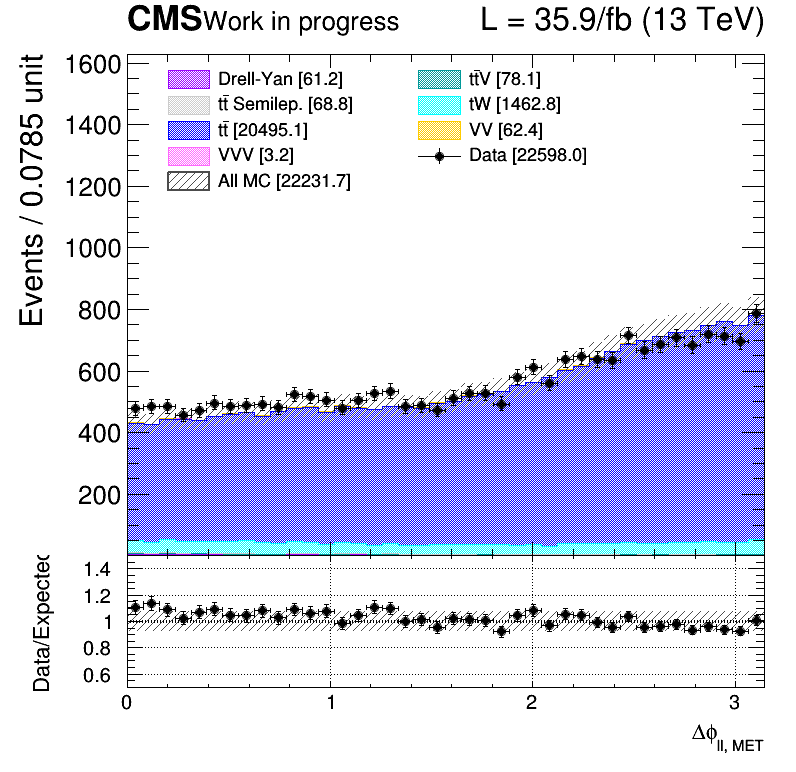 CMS Work in progress L = 35.9/fb (13 TeV)
Events / 0.0785 unit
1600
1400
1200
1000
800
600
400
200
Drell-Yan [61.2]
tt̄ Semilep. [68.8]
tt̄ [20495.1]
VVV [3.2]
All MC [22231.7]
tt̄V [78.1]
tW [1462.8]
VV [62.4]
Data [22598.0]
Data/Expected
1.4
1.2
1
0.8
0.6
0 1 2 3
Δϕ ll, MET